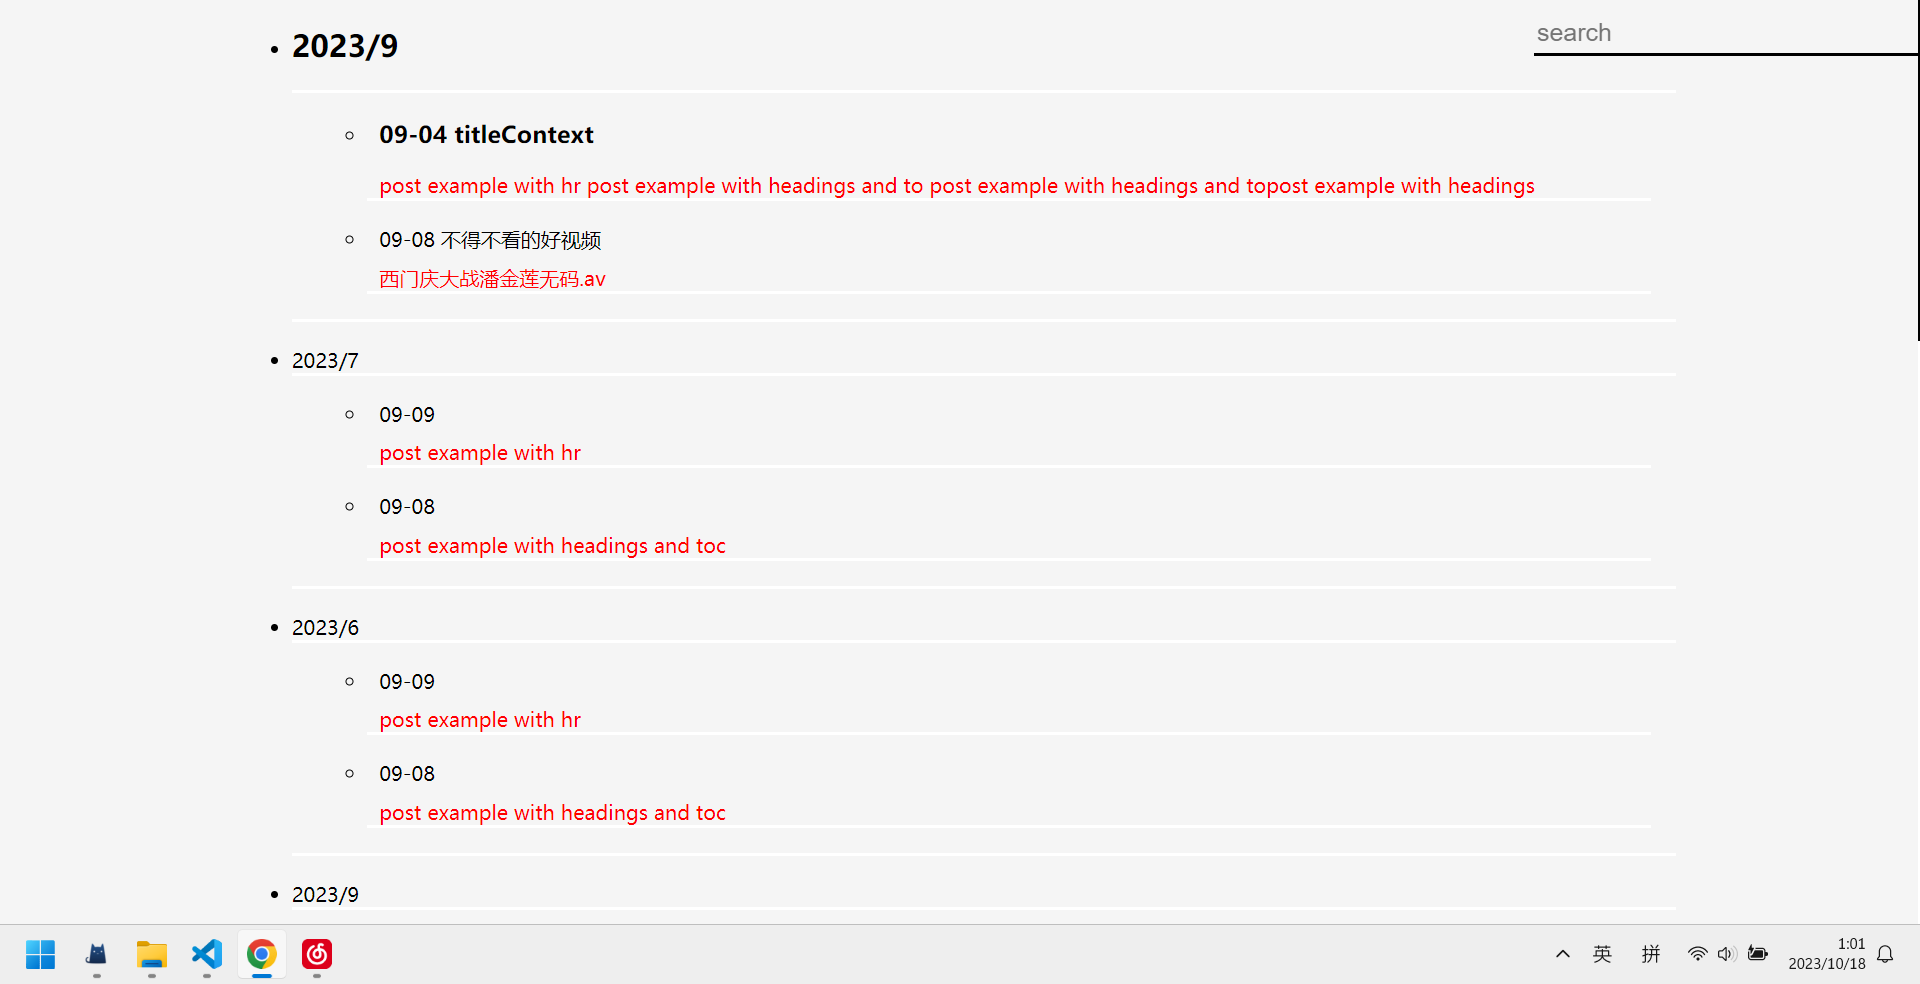 2023/9
search
09-04 titleContext
post example with hr post example with headings and to post example with headings and topost example with headings
09-08 不得不看的好视频
西门庆大战潘金莲无码.av
2023/7
09-09
post example with hr
09-08
post example with headings and toc
2023/6
09-09
post example with hr
09-08
post example with headings and toc
2023/9
英
拼
1:01
2023/10/18